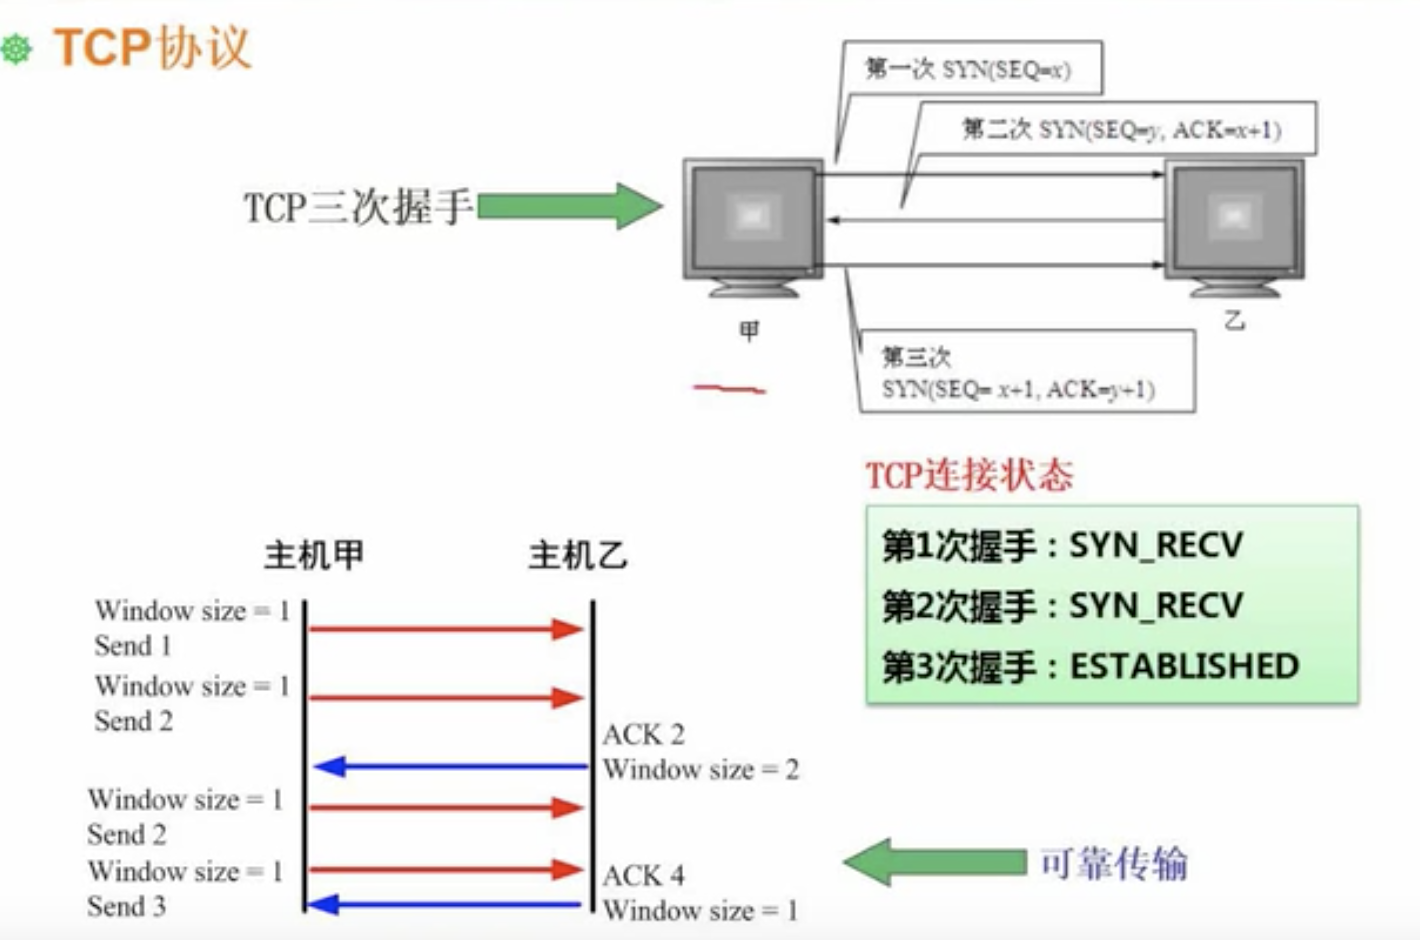 TCP协议
第一次 SYN(SEQ=x)
第二次 SYN(SEQ=y, ACK=x+1)
TCP三次握手
甲
乙
第三次
SYN(SEQ= x+1, ACK=y+1)
TCP连接状态
第1次握手：SYN_RECV
第2次握手：SYN_RECV
第3次握手：ESTABLISHED
主机甲
主机乙
Window size = 1
Send 1
Window size = 1
Send 2
ACK 2
Window size = 2
Window size = 1
Send 2
Window size = 1
Send 3
ACK 4
Window size = 1
可靠传输